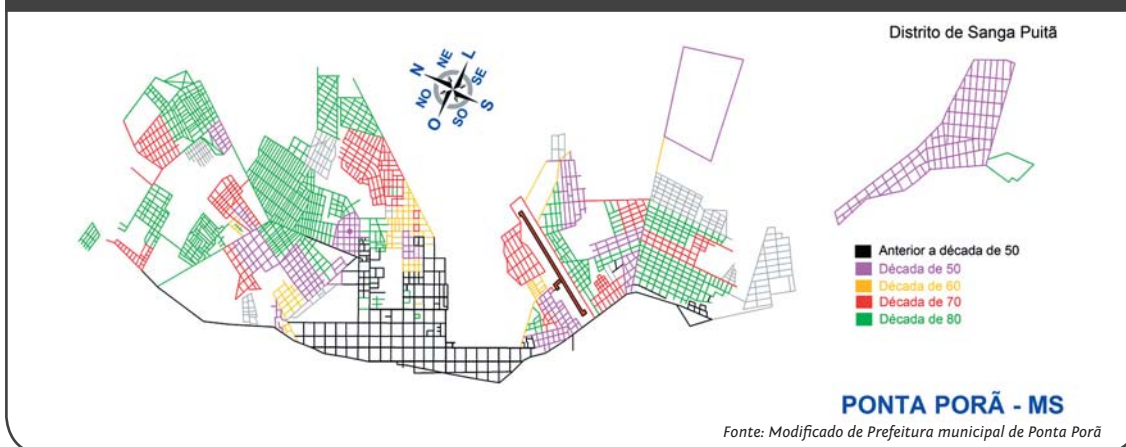 Distrito de Sanga Puitã
N
NE
L
NO
SE
O
SO
S
Anterior a década de 50
Década de 50
Década de 60
Década de 70
Década de 80
PONTA PORÃ - MS
Fonte: Modificado de Prefeitura municipal de Ponta Porã